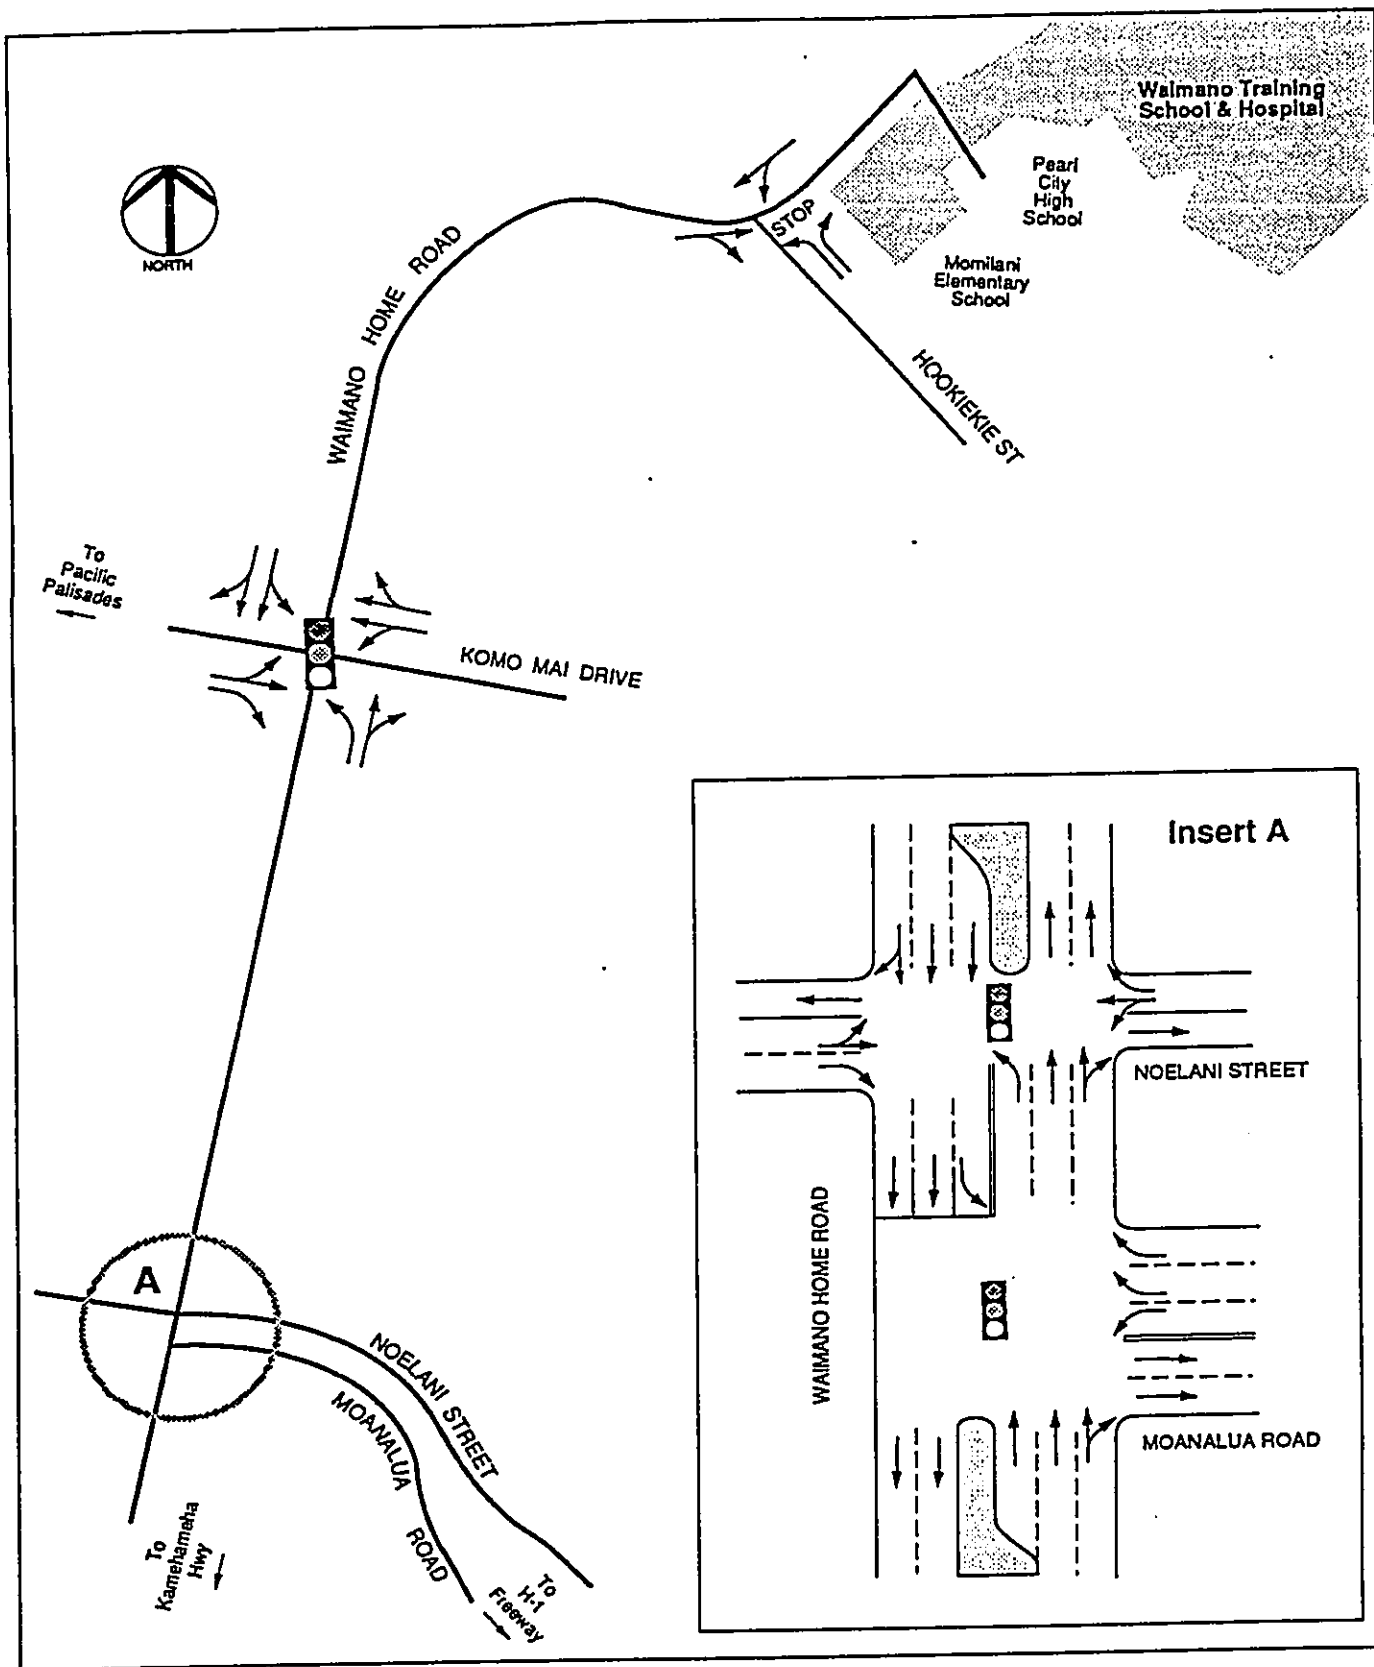 Waimano Training
School & Hospital
Pearl
City
High
School
Momilani
Elementary
School
STOP
NORTH
WAIMANO HOME ROAD
HOOKIEKIE ST
To
Pacific
Palisades
KOMO MAI DRIVE
A
NOELANI STREET
MOANALUA ROAD
To
Kamehameha
Hwy
To
H-1
Freeway
Insert A
NOELANI STREET
WAIMANO HOME ROAD
MOANALUA ROAD